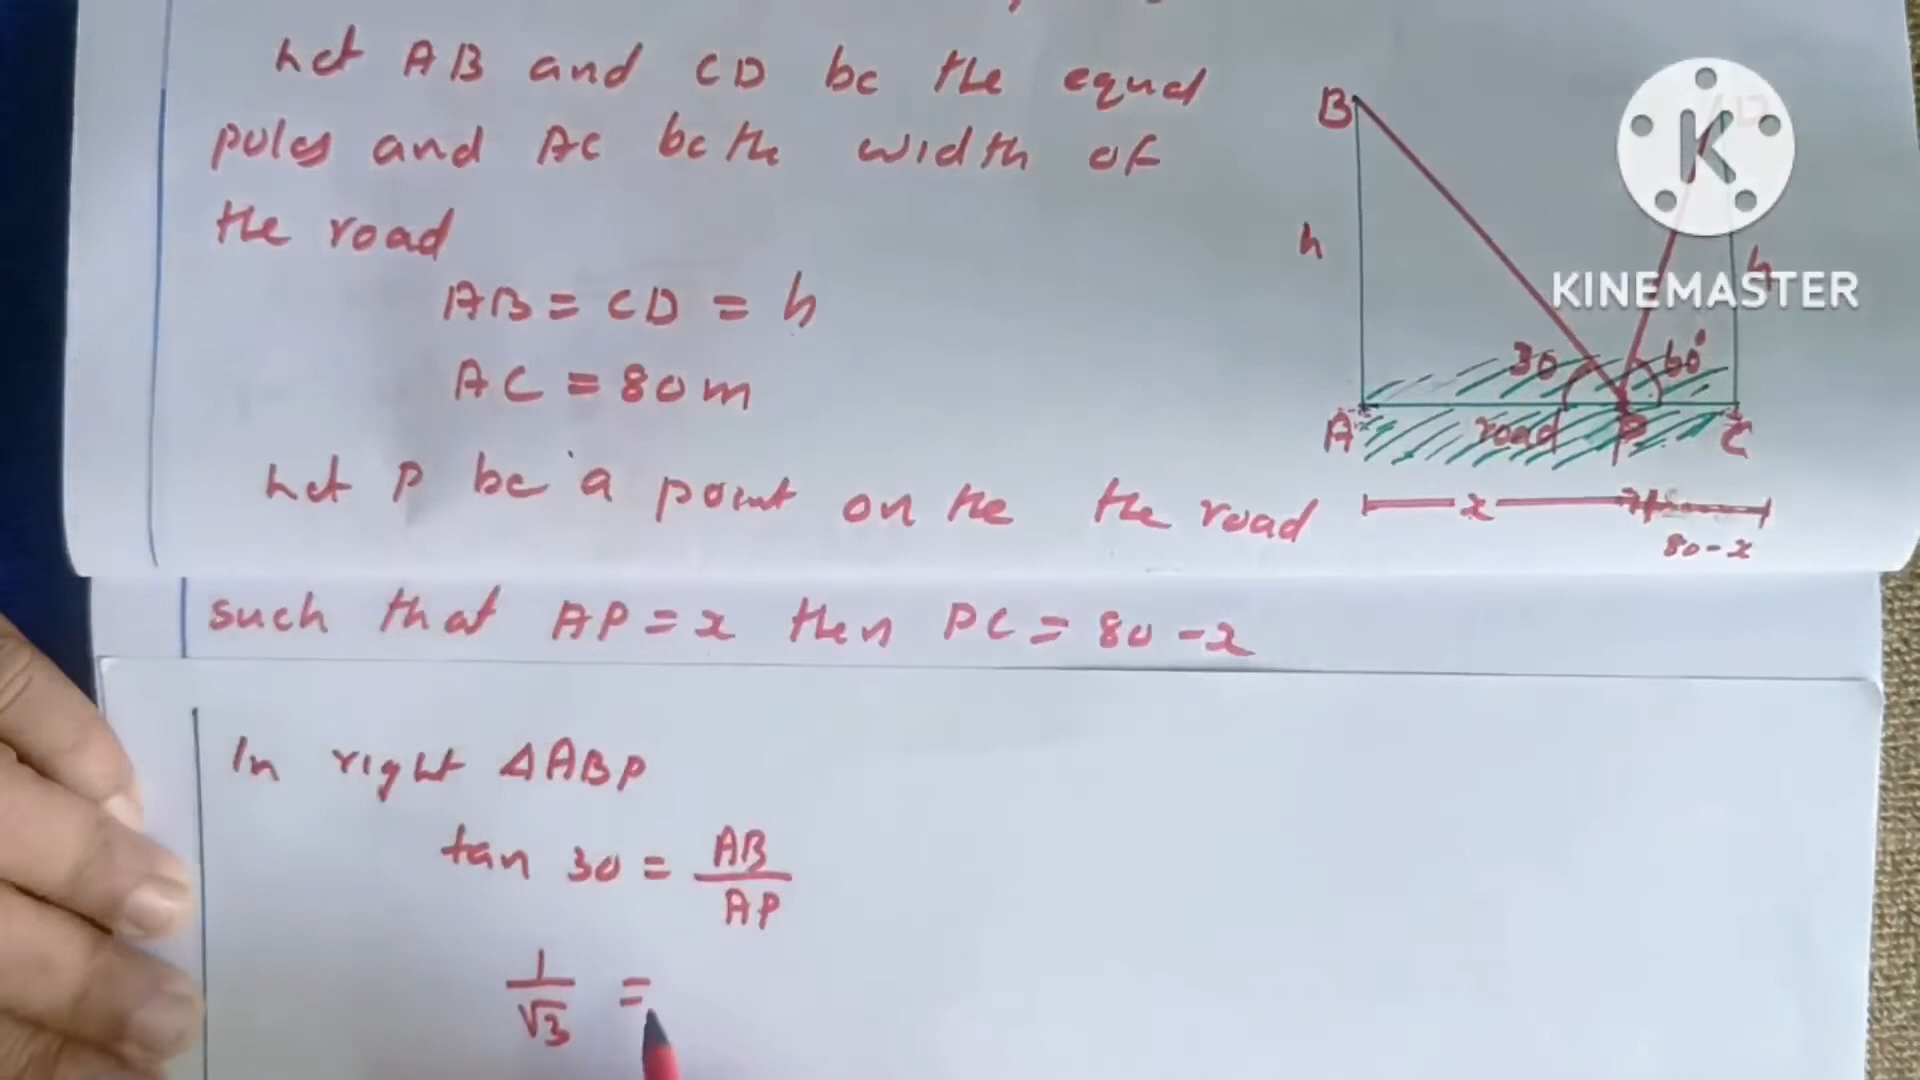 Let AB and CD be the equal
poles and AC be the width of
the road
AB = CD = h
AC = 80m
Let P be a point on the the road
such that AP = x then PC = 80 - x
In right ΔABP
tan 30 = AB/AP
1/√3 =
B
D
h
h
30
60°
A
road
P
C
x
80 - x
K
KINEMASTER